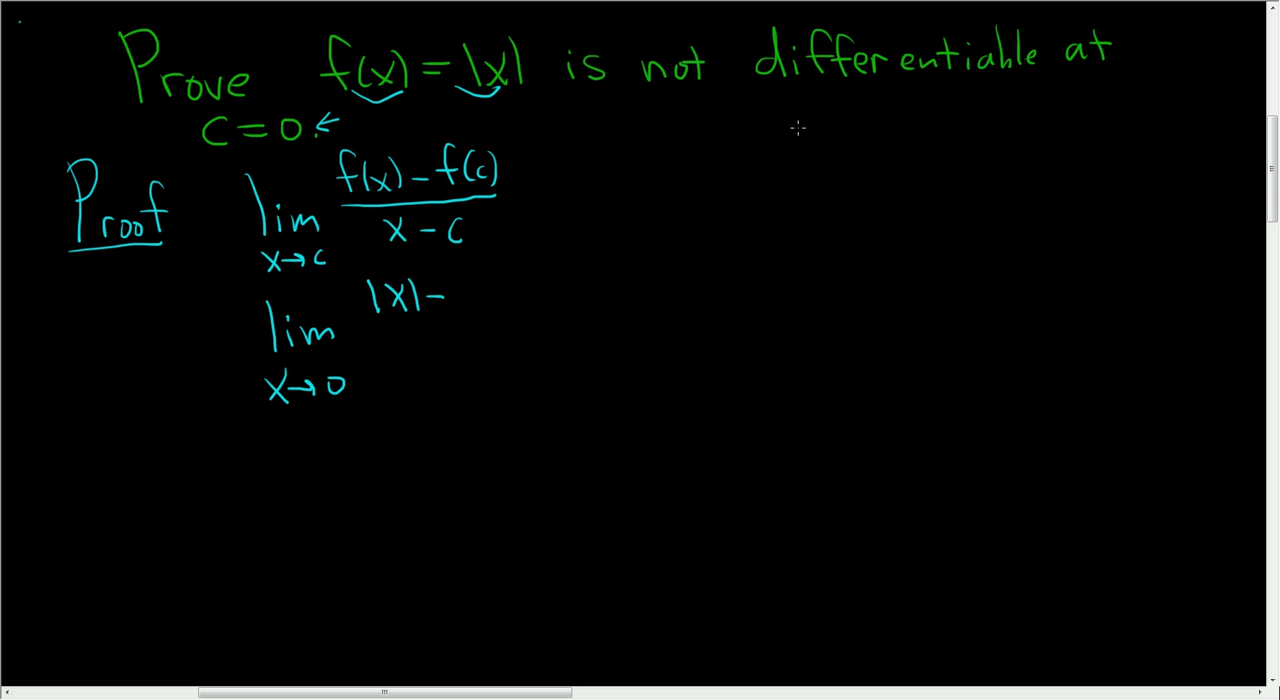 Prove f(x) = |x| is not differentiable at
c = 0. ←
Proof lim x→c f(x) - f(c) / x - c
lim x→0 |x| -